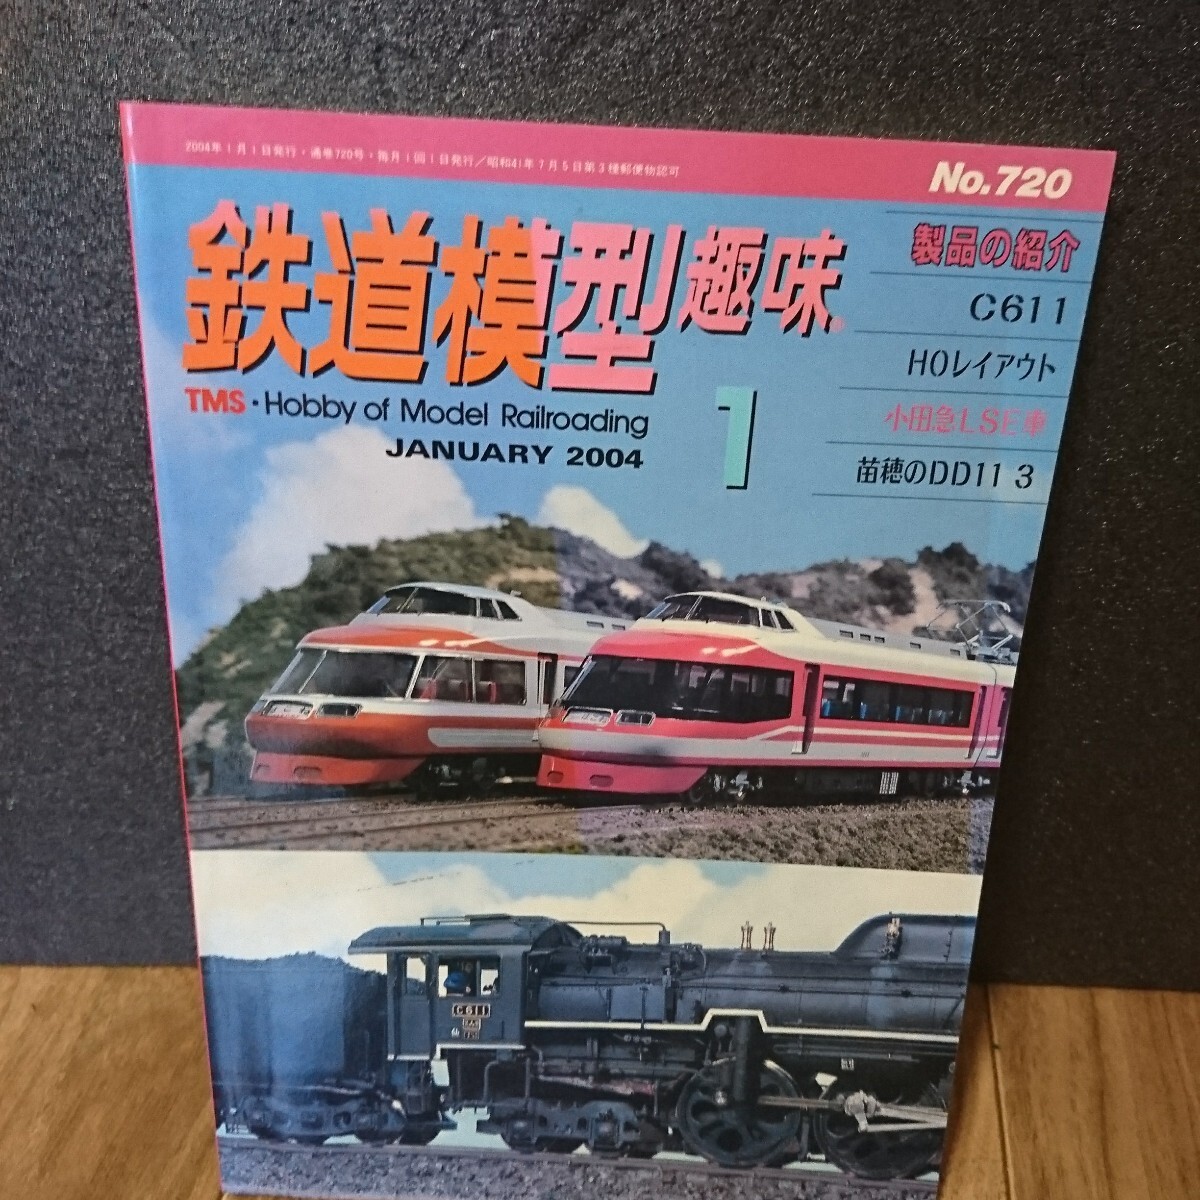 2004年1月1日発行・通巻720号・毎月1回1日発行／昭和41年7月5日第3種郵便物認可
No.720
鉄道模型趣味®
TMS・Hobby of Model Railroading
JANUARY 2004
1
製品の紹介
C611
HOレイアウト
小田急LSE車
苗穂のDD11 3
C611